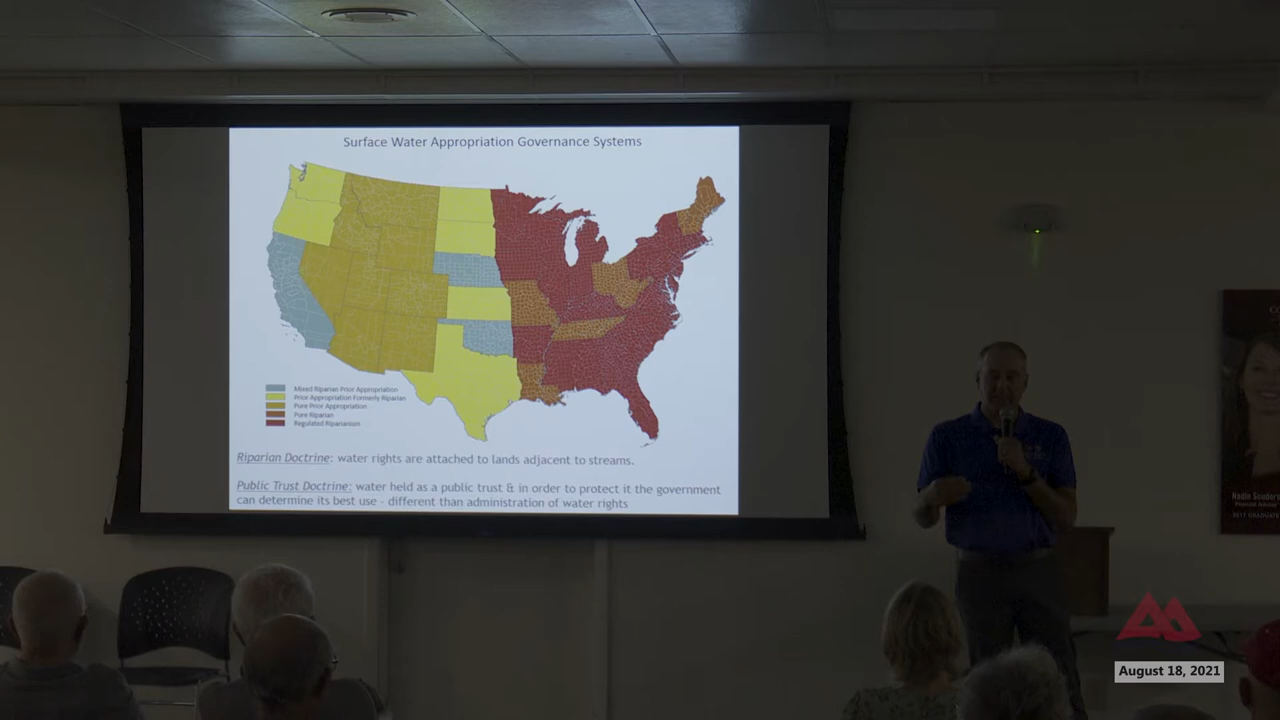 Surface Water Appropriation Governance Systems
Mixed Riparian Prior Appropriation
Prior Appropriation Formerly Riparian
Pure Prior Appropriation
Pure Riparian
Regulated Riparianism
Riparian Doctrine: water rights are attached to lands adjacent to streams.
Public Trust Doctrine: water held as a public trust & in order to protect it the government
can determine its best use - different than administration of water rights
2017 GRADUATE
August 18, 2021